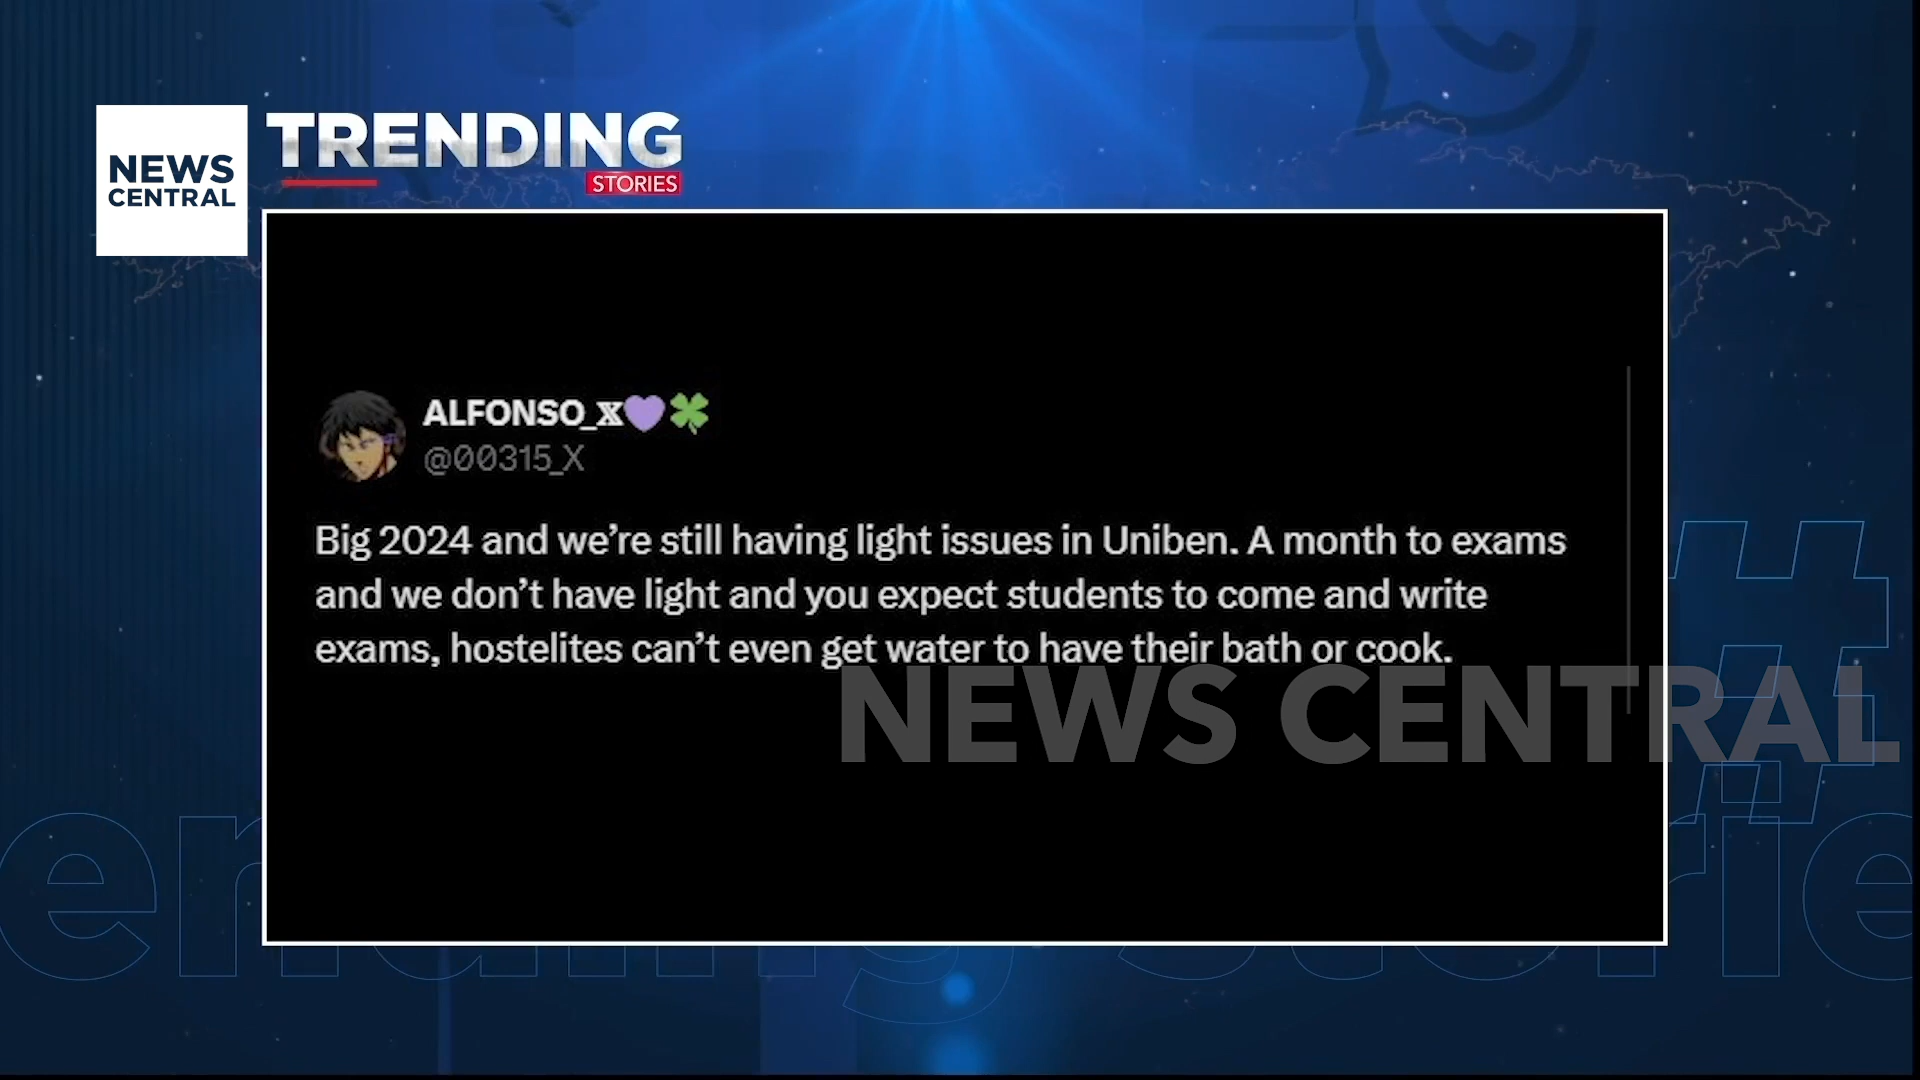 NEWS
CENTRAL
TRENDING
STORIES
ALFONSO_𝕏💜🍀
@00315_X
Big 2024 and we’re still having light issues in Uniben. A month to exams
and we don’t have light and you expect students to come and write
exams, hostelites can’t even get water to have their bath or cook.
NEWS CENTRAL
#